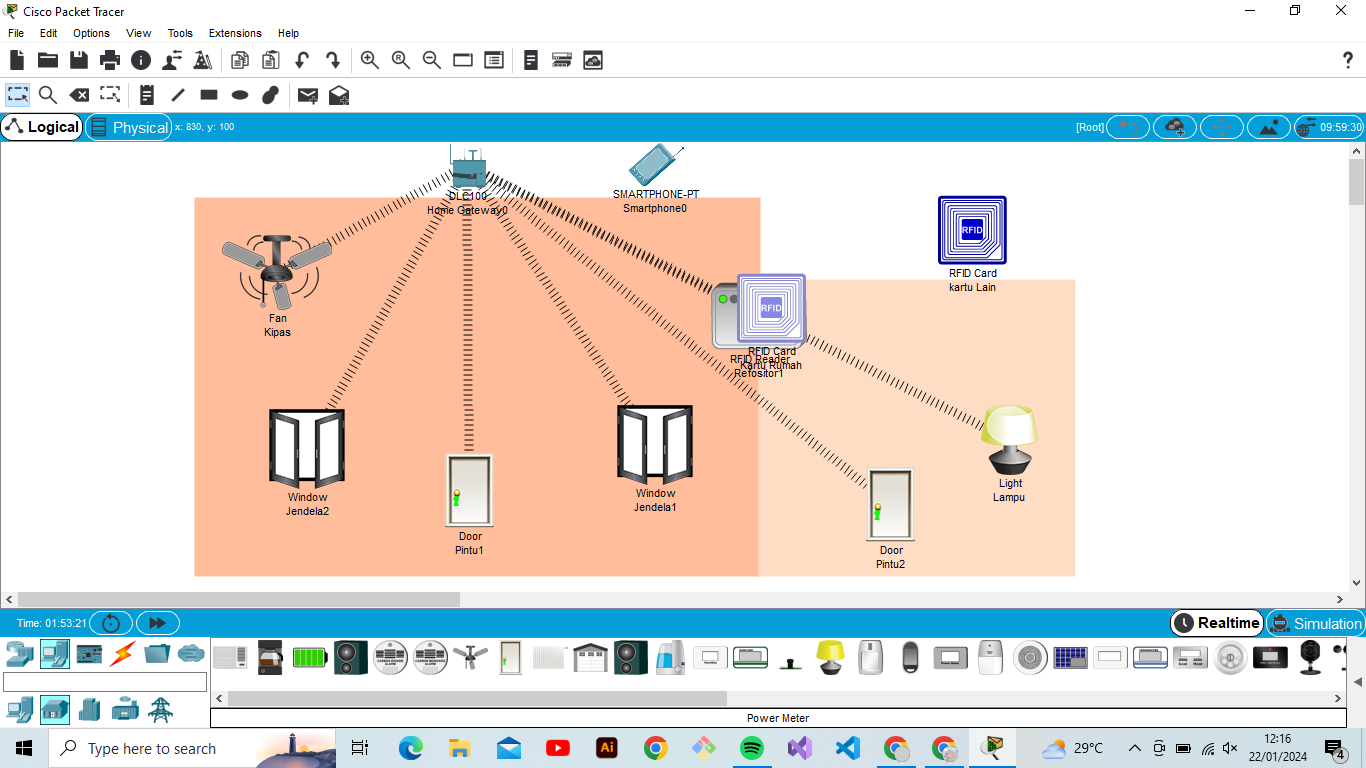 Cisco Packet Tracer
File Edit Options View Tools Extensions Help
Logical Physical x: 830, y: 100 [Root] 09:59:30
DLC100
Home Gateway0
SMARTPHONE-PT
Smartphone0
RFID
RFID Card
kartu Lain
Fan
Kipas
RFID
RFID Card
RFID Reader
Kartu Rumah
Refositor1
Window
Jendela2
Door
Pintu1
Window
Jendela1
Light
Lampu
Door
Pintu2
Time: 01:53:21 Realtime Simulation
Power Meter
Type here to search
Ai
29°C
12:16
22/01/2024
4